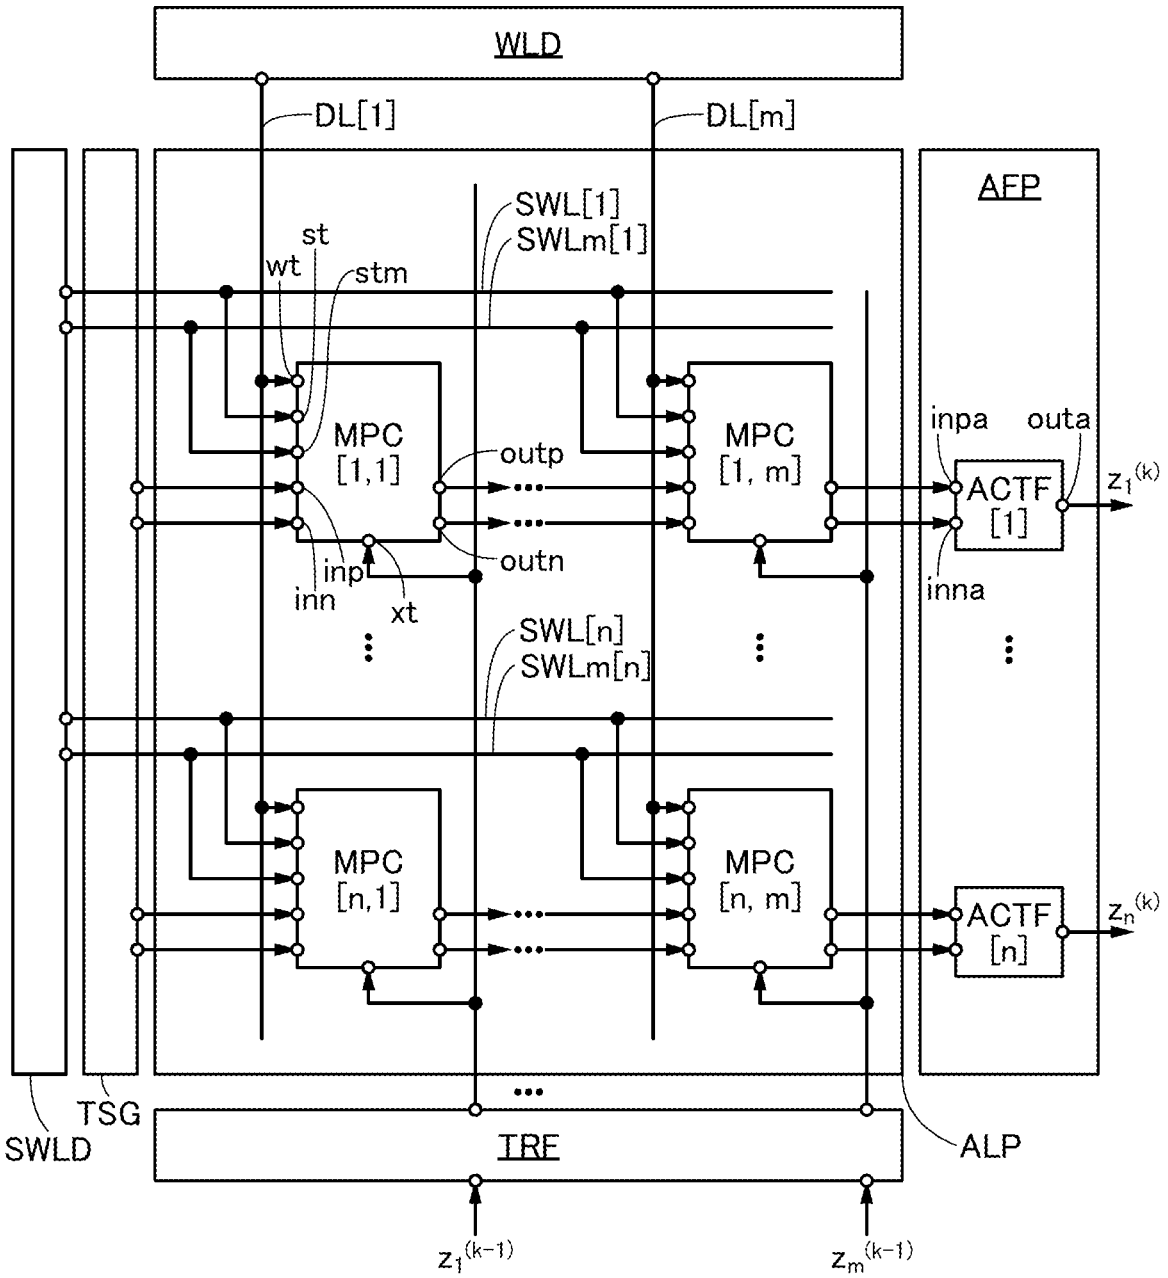 WLD
DL[1]
DL[m]
AFP
SWL[1]
SWLm[1]
st
wt
stm
MPC
[1,1]
MPC
[1, m]
outp
outn
inp
inn
xt
inpa
outa
ACTF
[1]
z1(k)
inna
SWL[n]
SWLm[n]
MPC
[n,1]
MPC
[n, m]
ACTF
[n]
zn(k)
TSG
SWLD
TRF
ALP
z1(k-1)
zm(k-1)